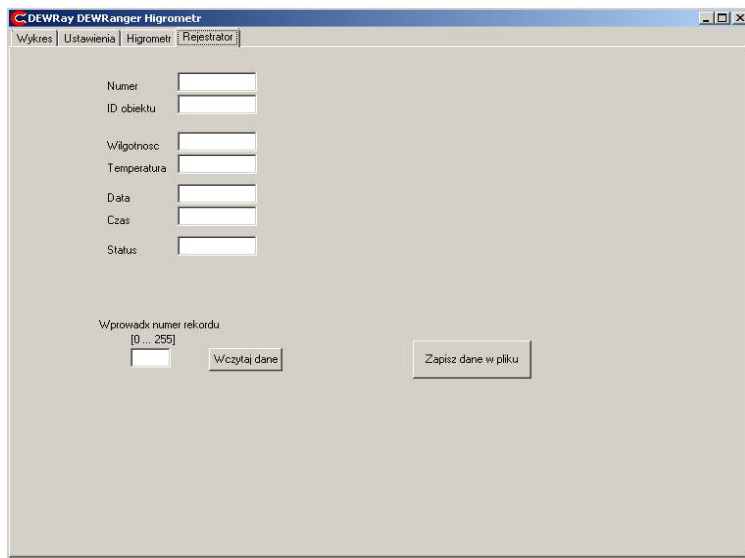 DEWRay DEWRanger Higrometr
Wykres Ustawienia Higrometr Rejestrator
Numer
ID obiektu
Wilgotnosc
Temperatura
Data
Czas
Status
Wprowadx numer rekordu
[0 ... 255]
Wczytaj dane Zapisz dane w pliku